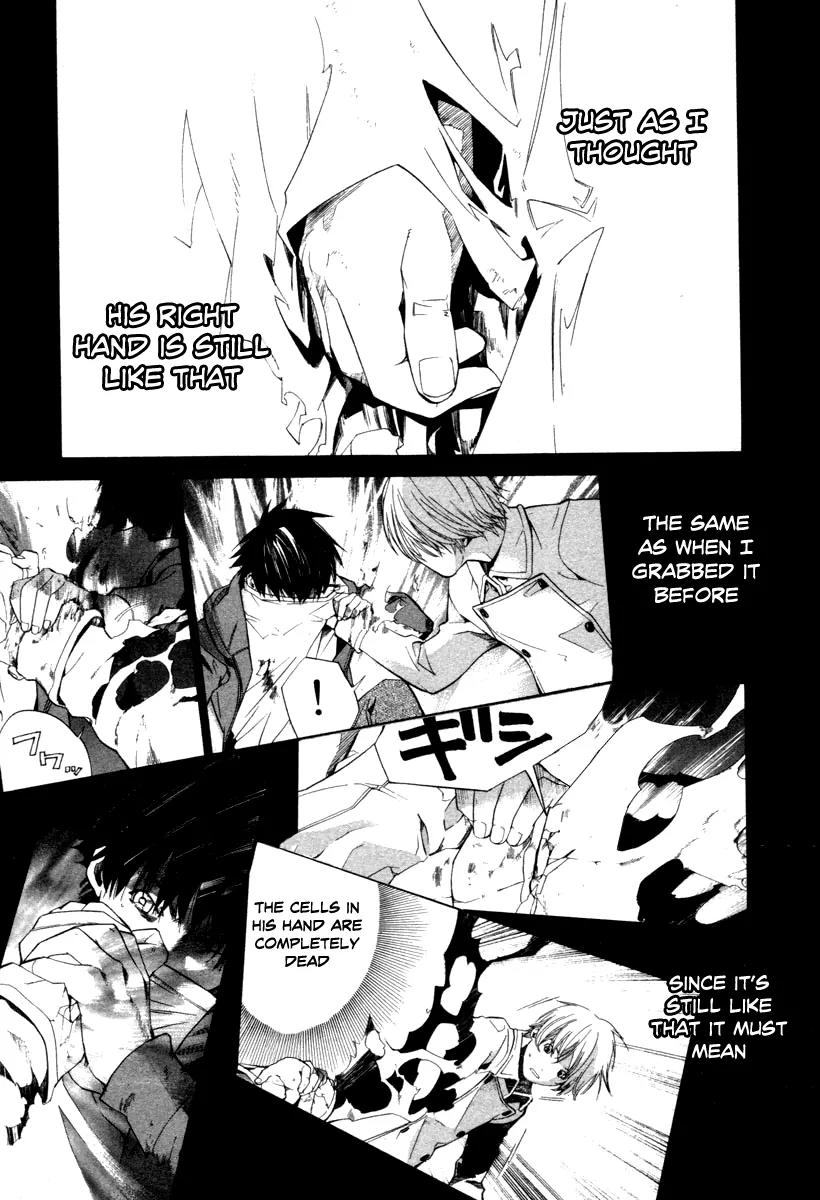 JUST AS I
THOUGHT
HIS RIGHT
HAND IS STILL
LIKE THAT
THE SAME
AS WHEN I
GRABBED IT
BEFORE
!
ギシ
THE CELLS IN
HIS HAND ARE
COMPLETELY
DEAD
SINCE IT'S
STILL LIKE
THAT IT MUST
MEAN